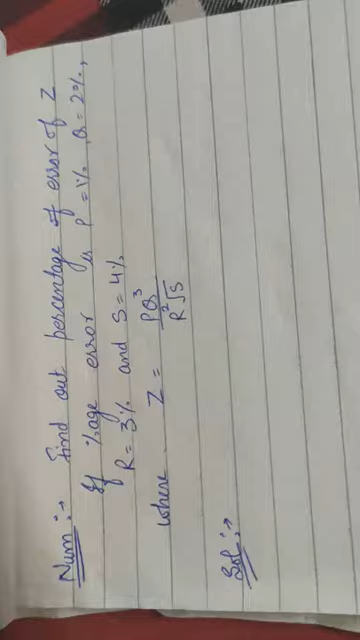 Num:→ Find out percentage of error of Z
If %age error is P = 1% Q = 2%,
R = 3% and S = 4%
where Z = PQ³/R²√S
Sol:→